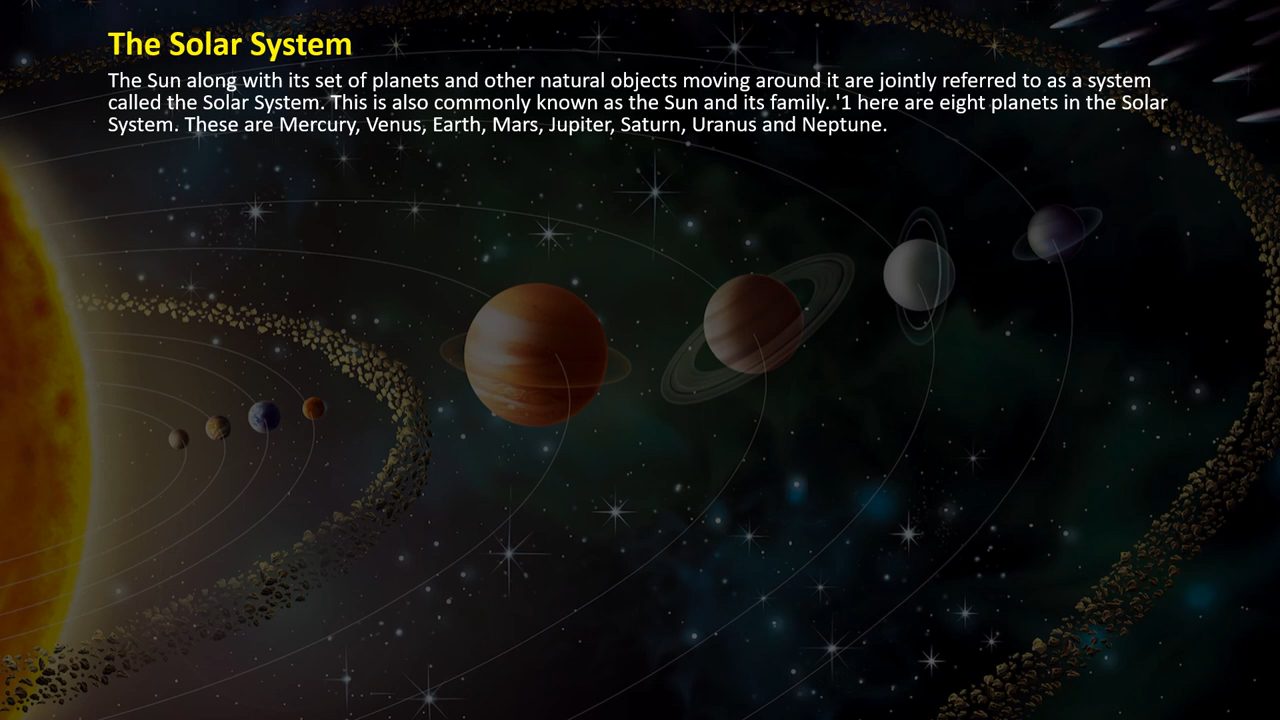 The Solar System
The Sun along with its set of planets and other natural objects moving around it are jointly referred to as a system
called the Solar System. This is also commonly known as the Sun and its family. '1 here are eight planets in the Solar
System. These are Mercury, Venus, Earth, Mars, Jupiter, Saturn, Uranus and Neptune.